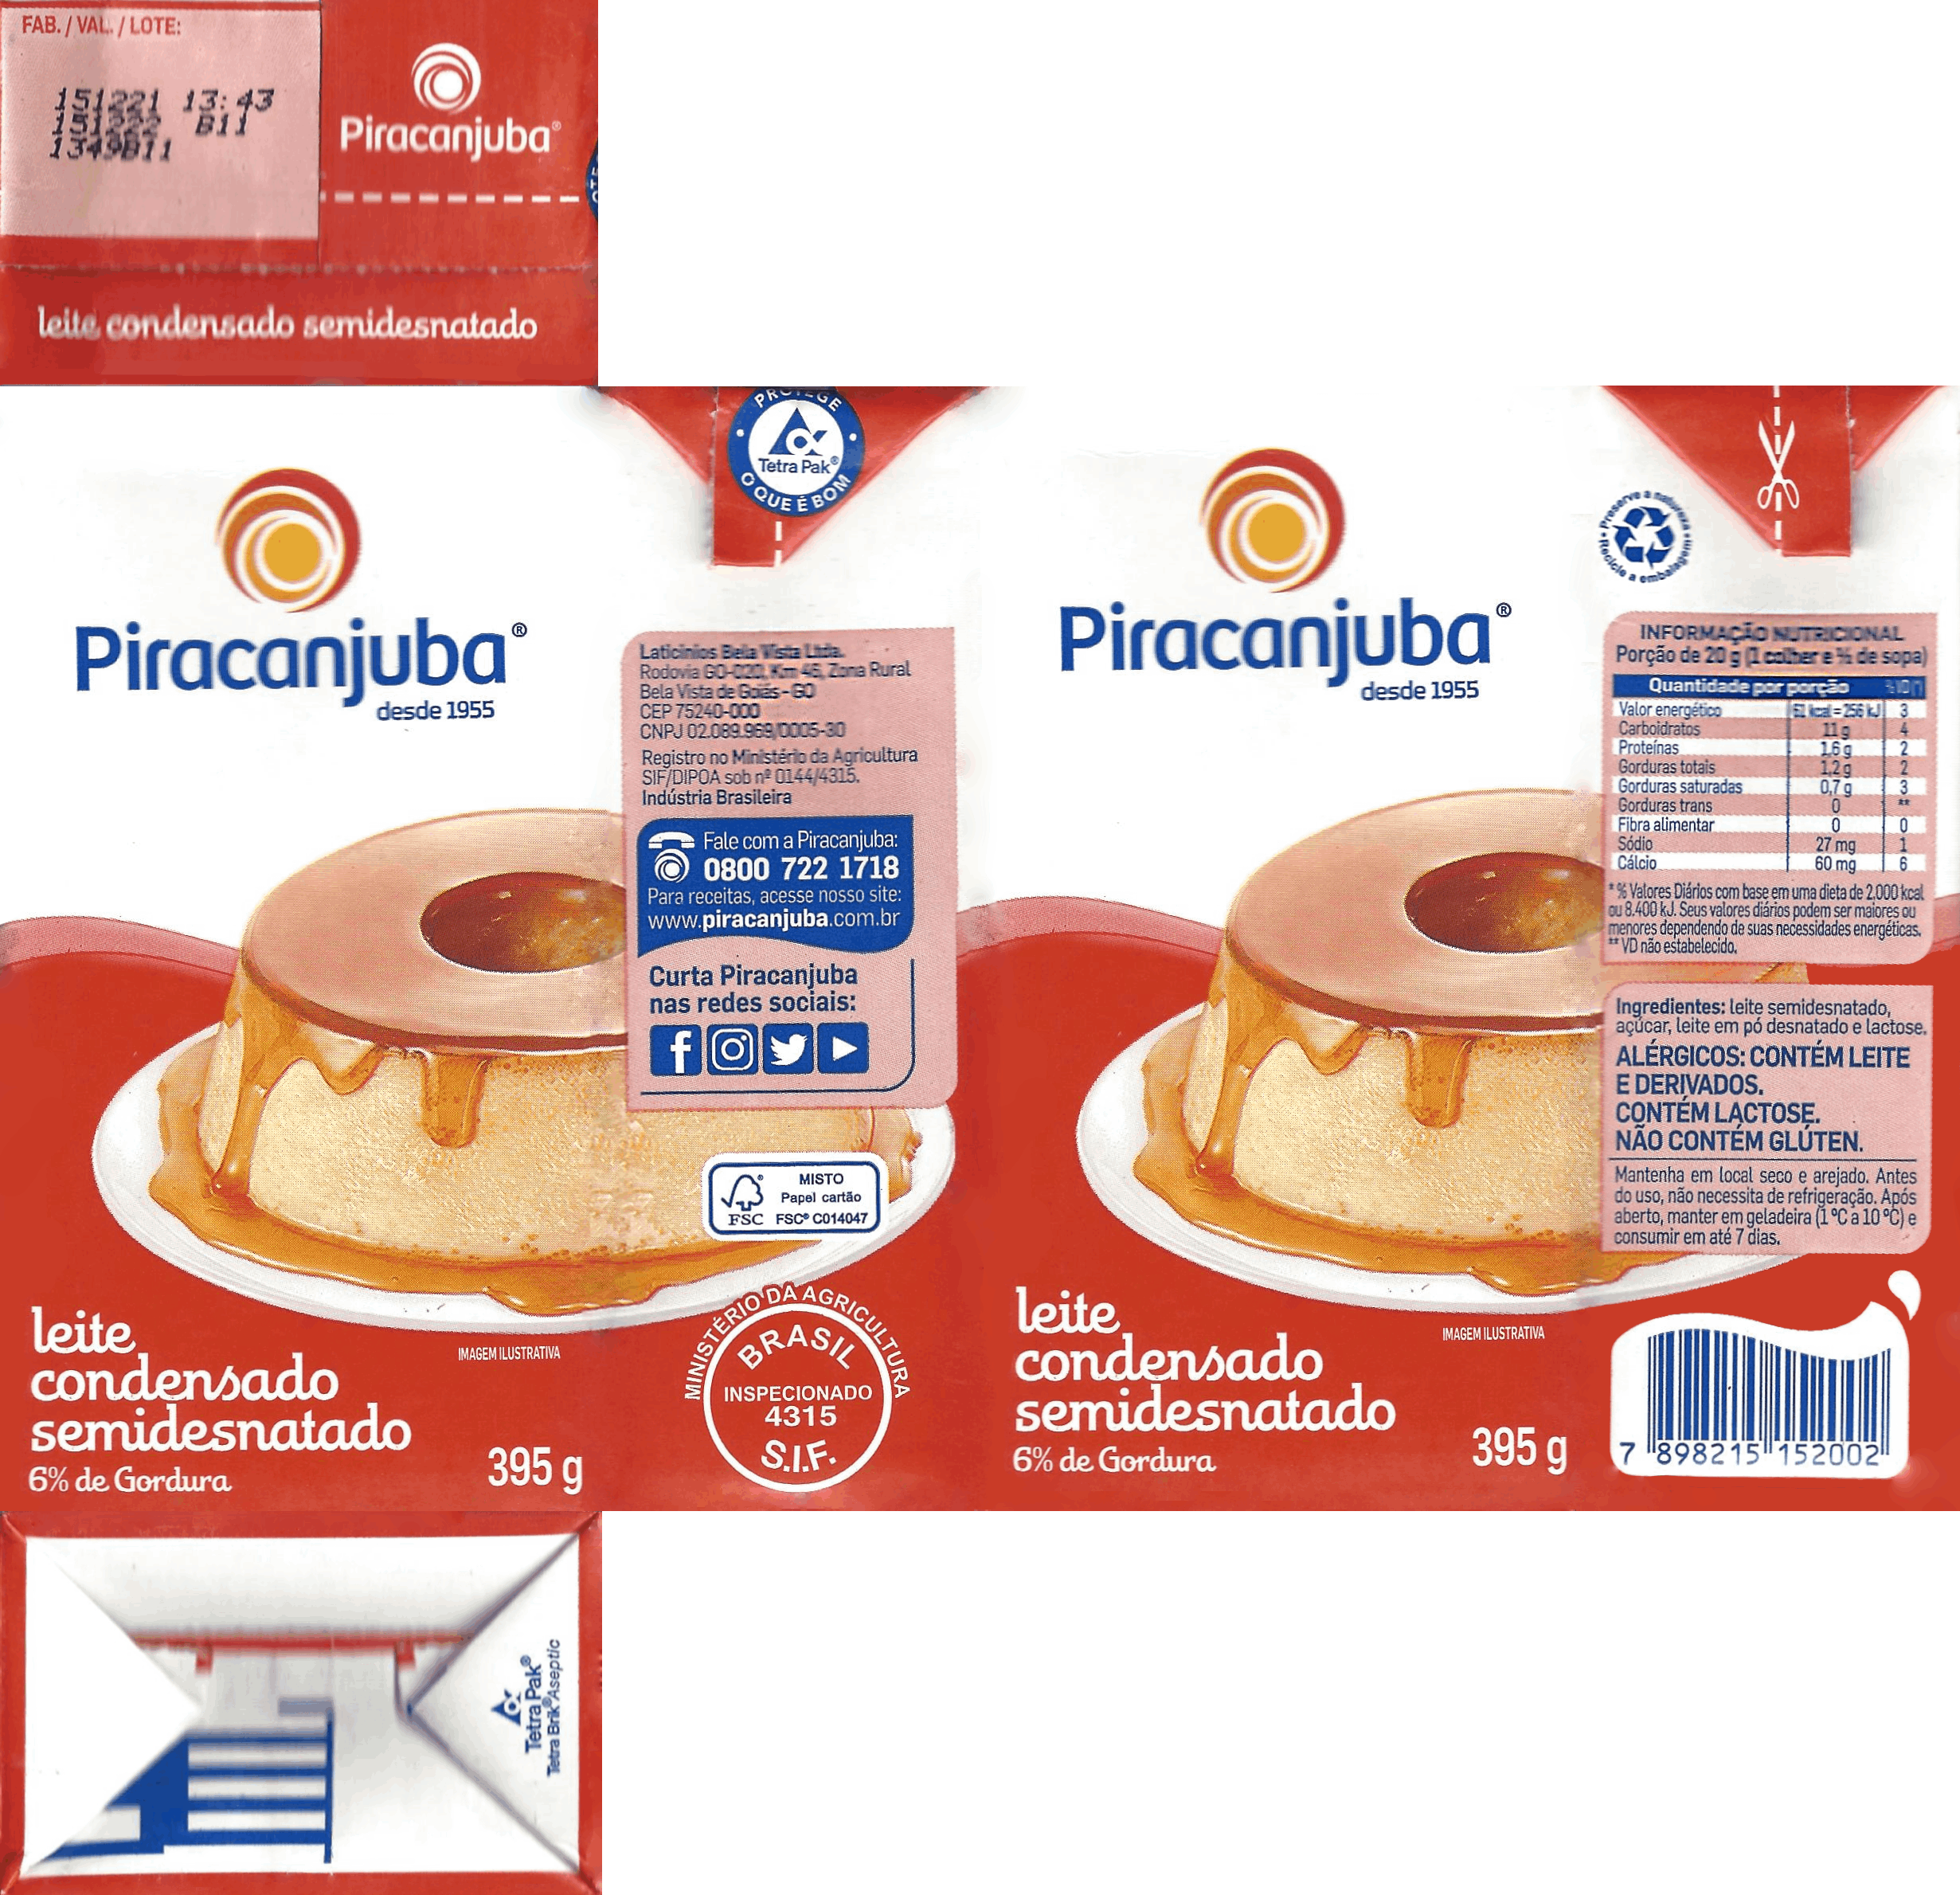 FAB. / VAL. / LOTE:
151221 13:43
151222 B11
1349B11
Piracanjuba®
leite condensado semidesnatado
Piracanjuba®
desde 1955
leite
condensado
semidesnatado
6% de Gordura
IMAGEM ILUSTRATIVA
395 g
PROTEGE
Tetra Pak®
O QUE É BOM
Laticínios Bela Vista Ltda.
Rodovia GO-020, Km 46, Zona Rural
Bela Vista de Goiás - GO
CEP 75240-000
CNPJ 02.089.969/0005-30
Registro no Ministério da Agricultura
SIF/DIPOA sob nº 0144/4315.
Indústria Brasileira
Fale com a Piracanjuba:
0800 722 1718
Para receitas, acesse nosso site:
www.piracanjuba.com.br
Curta Piracanjuba
nas redes sociais:
MISTO
Papel cartão
FSC FSC® C014047
MINISTÉRIO DA AGRICULTURA
BRASIL
INSPECIONADO
4315
S.I.F.
Piracanjuba®
desde 1955
leite
condensado
semidesnatado
6% de Gordura
IMAGEM ILUSTRATIVA
395 g
Preserve a natureza
Recicle a embalagem
INFORMAÇÃO NUTRICIONAL
Porção de 20 g (1 colher e ½ de sopa)
Quantidade por porção %VD(*)
Valor energético 61 kcal = 256 kJ 3
Carboidratos 11 g 4
Proteínas 1,6 g 2
Gorduras totais 1,2 g 2
Gorduras saturadas 0,7 g 3
Gorduras trans 0 **
Fibra alimentar 0 0
Sódio 27 mg 1
Cálcio 60 mg 6
* % Valores Diários com base em uma dieta de 2.000 kcal
ou 8.400 kJ. Seus valores diários podem ser maiores ou
menores dependendo de suas necessidades energéticas.
** VD não estabelecido.
Ingredientes: leite semidesnatado,
açúcar, leite em pó desnatado e lactose.
ALÉRGICOS: CONTÉM LEITE
E DERIVADOS.
CONTÉM LACTOSE.
NÃO CONTÉM GLÚTEN.
Mantenha em local seco e arejado. Antes
do uso, não necessita de refrigeração. Após
aberto, manter em geladeira (1 °C a 10 °C) e
consumir em até 7 dias.
7 898215 152002
Tetra Pak®
Tetra Brik® Aseptic